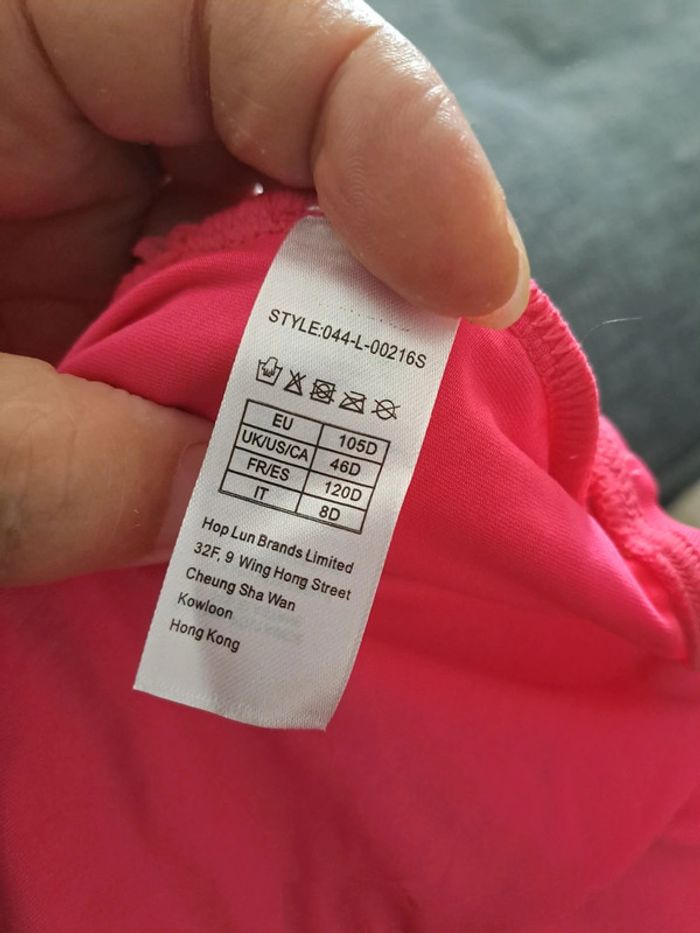 STYLE:044-L-00216S
EU 105D
UK/US/CA 46D
FR/ES 120D
IT 8D
Hop Lun Brands Limited
32F, 9 Wing Hong Street
Cheung Sha Wan
Kowloon
Hong Kong